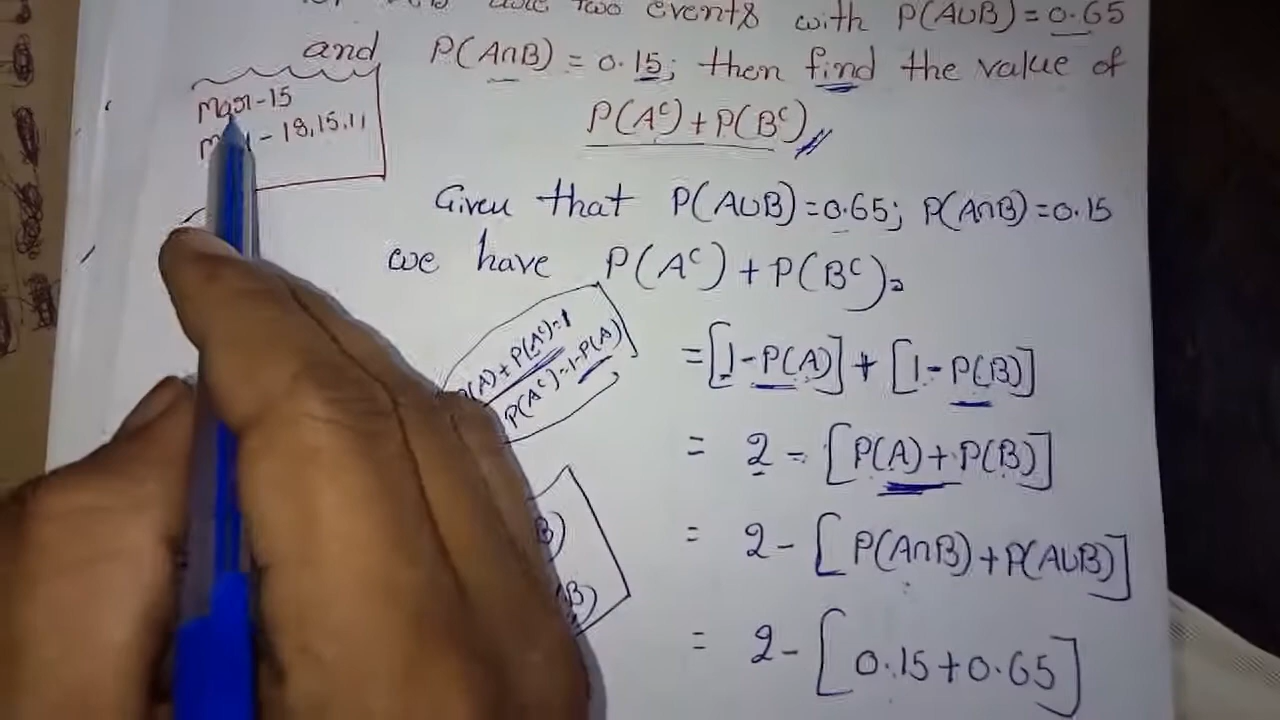 two events with P(A∪B)=0.65
and P(A∩B) = 0.15; then find the value of
P(Aᶜ)+P(Bᶜ)
Mar-15
- 18,15,11
Given that P(A∪B)=0.65; P(A∩B)=0.15
we have P(Aᶜ)+P(Bᶜ)=
P(A)+P(Aᶜ)=1
P(Aᶜ)=1-P(A)
=[1-P(A)]+[1-P(B)]
= 2-[P(A)+P(B)]
= 2-[P(A∩B)+P(A∪B)]
= 2-[0.15+0.65]
B)
B)